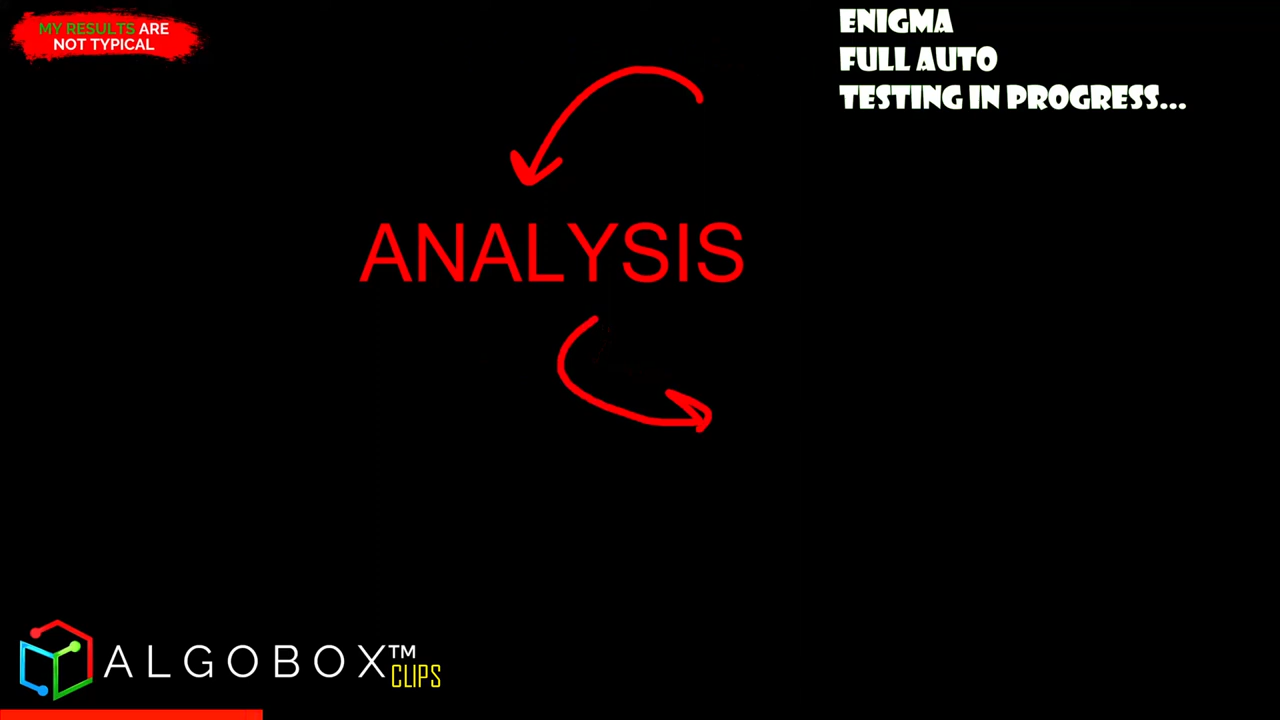 MY RESULTS ARE
NOT TYPICAL
ENIGMA
FULL AUTO
TESTING IN PROGRESS...
ANALYSIS
ALGOBOX™
CLIPS